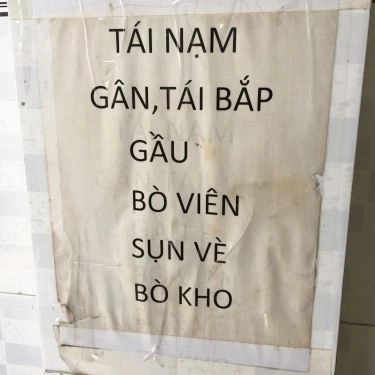 TÁI NẠM
GÂN,TÁI BẮP
GẦU
BÒ VIÊN
SỤN VÈ
BÒ KHO